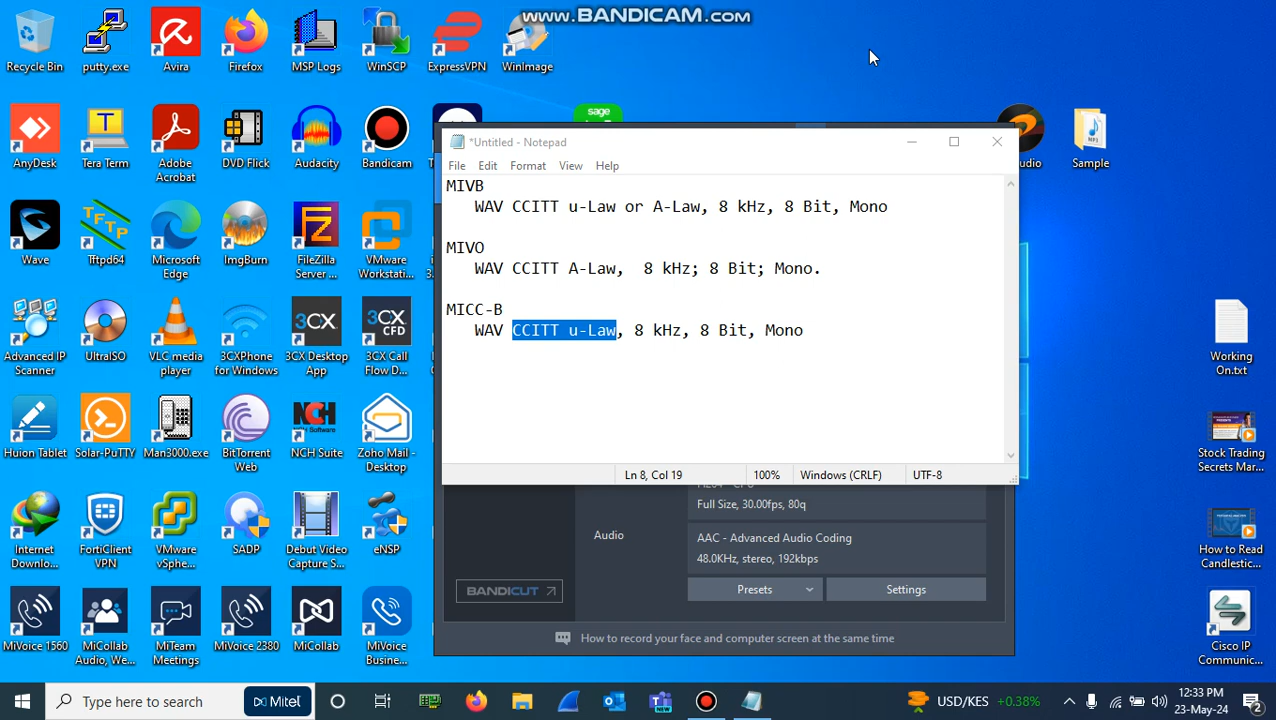 www.BANDICAM.com
Recycle Bin
putty.exe
Avira
Firefox
MSP Logs
WinSCP
ExpressVPN
WinImage
AnyDesk
Tera Term
Adobe
Acrobat
DVD Flick
Audacity
Bandicam
sage
Sample
Wave
Tftpd64
Microsoft
Edge
ImgBurn
FileZilla
Server ...
VMware
Workstati...
Advanced IP
Scanner
UltraISO
VLC media
player
3CXPhone
for Windows
3CX Desktop
App
3CX Call
Flow D...
Huion Tablet
Solar-PuTTY
Man3000.exe
BitTorrent
Web
NCH Suite
Zoho Mail -
Desktop
Internet
Downlo...
FortiClient
VPN
VMware
vSphe...
SADP
Debut Video
Capture S...
eNSP
MiVoice 1560
MiCollab
Audio, We...
MiTeam
Meetings
MiVoice 2380
MiCollab
MiVoice
Busine...
*Untitled - Notepad
File Edit Format View Help
MIVB
WAV CCITT u-Law or A-Law, 8 kHz, 8 Bit, Mono
MIVO
WAV CCITT A-Law,  8 kHz; 8 Bit; Mono.
MICC-B
WAV CCITT u-Law, 8 kHz, 8 Bit, Mono
Ln 8, Col 19 100% Windows (CRLF) UTF-8
Full Size, 30.00fps, 80q
Audio
AAC - Advanced Audio Coding
48.0KHz, stereo, 192kbps
BANDICUT
Presets
Settings
How to record your face and computer screen at the same time
Working
On.txt
Stock Trading
Secrets Mar...
How to Read
Candlestic...
Cisco IP
Communic...
Type here to search
Mitel
USD/KES +0.38%
12:33 PM
23-May-24